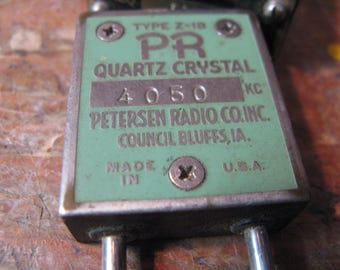 TYPE Z-1B
PR
QUARTZ CRYSTAL
4050 KC
PETERSEN RADIO CO. INC.
COUNCIL BLUFFS, IA.
MADE IN U.S.A.